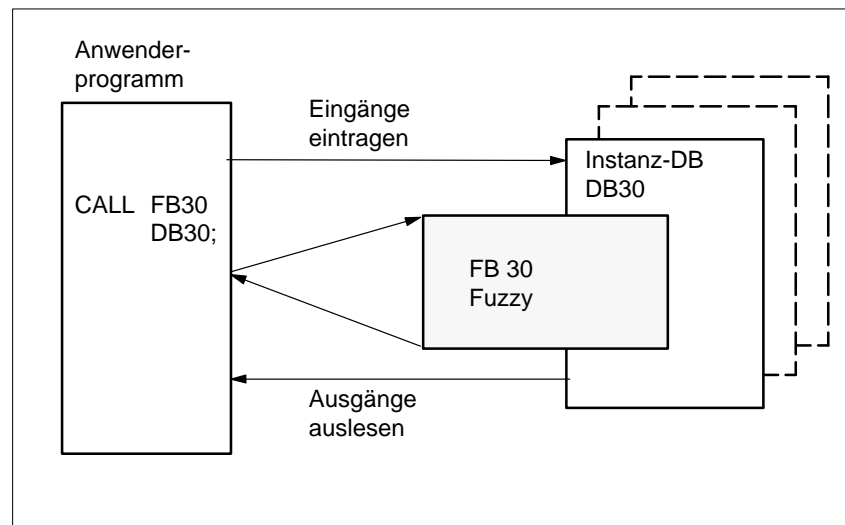 Anwender-
programm
Eingänge
eintragen
Instanz-DB
DB30
CALL FB30
DB30;
FB 30
Fuzzy
Ausgänge
auslesen